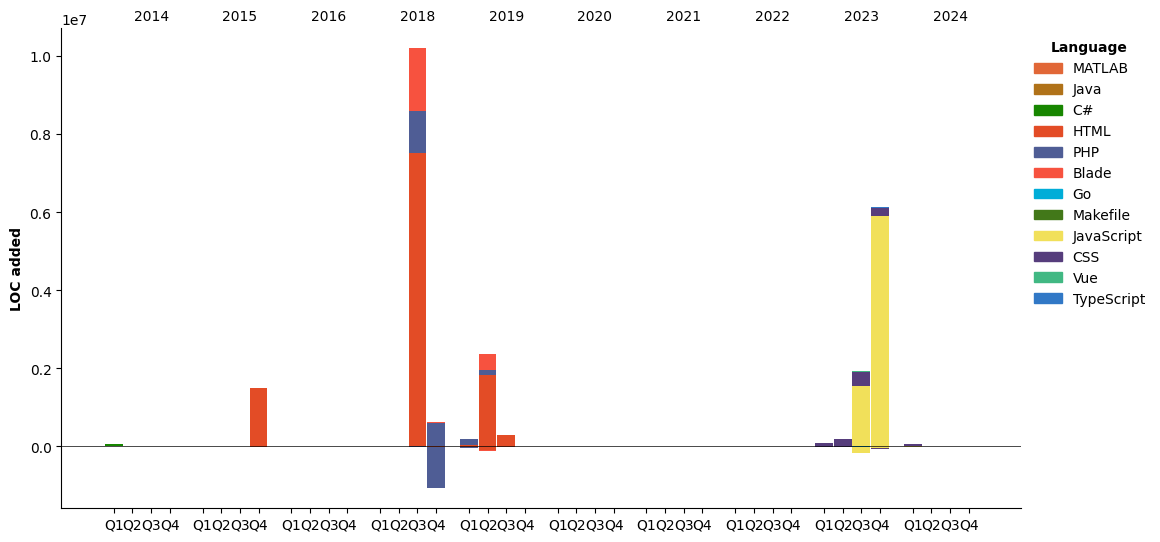 2014 2015 2016 2018 2019 2020 2021 2022 2023 2024
1e7
1.0
0.8
0.6
0.4
0.2
0.0
LOC added
Q1Q2Q3Q4 Q1Q2Q3Q4 Q1Q2Q3Q4 Q1Q2Q3Q4 Q1Q2Q3Q4 Q1Q2Q3Q4 Q1Q2Q3Q4 Q1Q2Q3Q4 Q1Q2Q3Q4 Q1Q2Q3Q4
Language
MATLAB
Java
C#
HTML
PHP
Blade
Go
Makefile
JavaScript
CSS
Vue
TypeScript